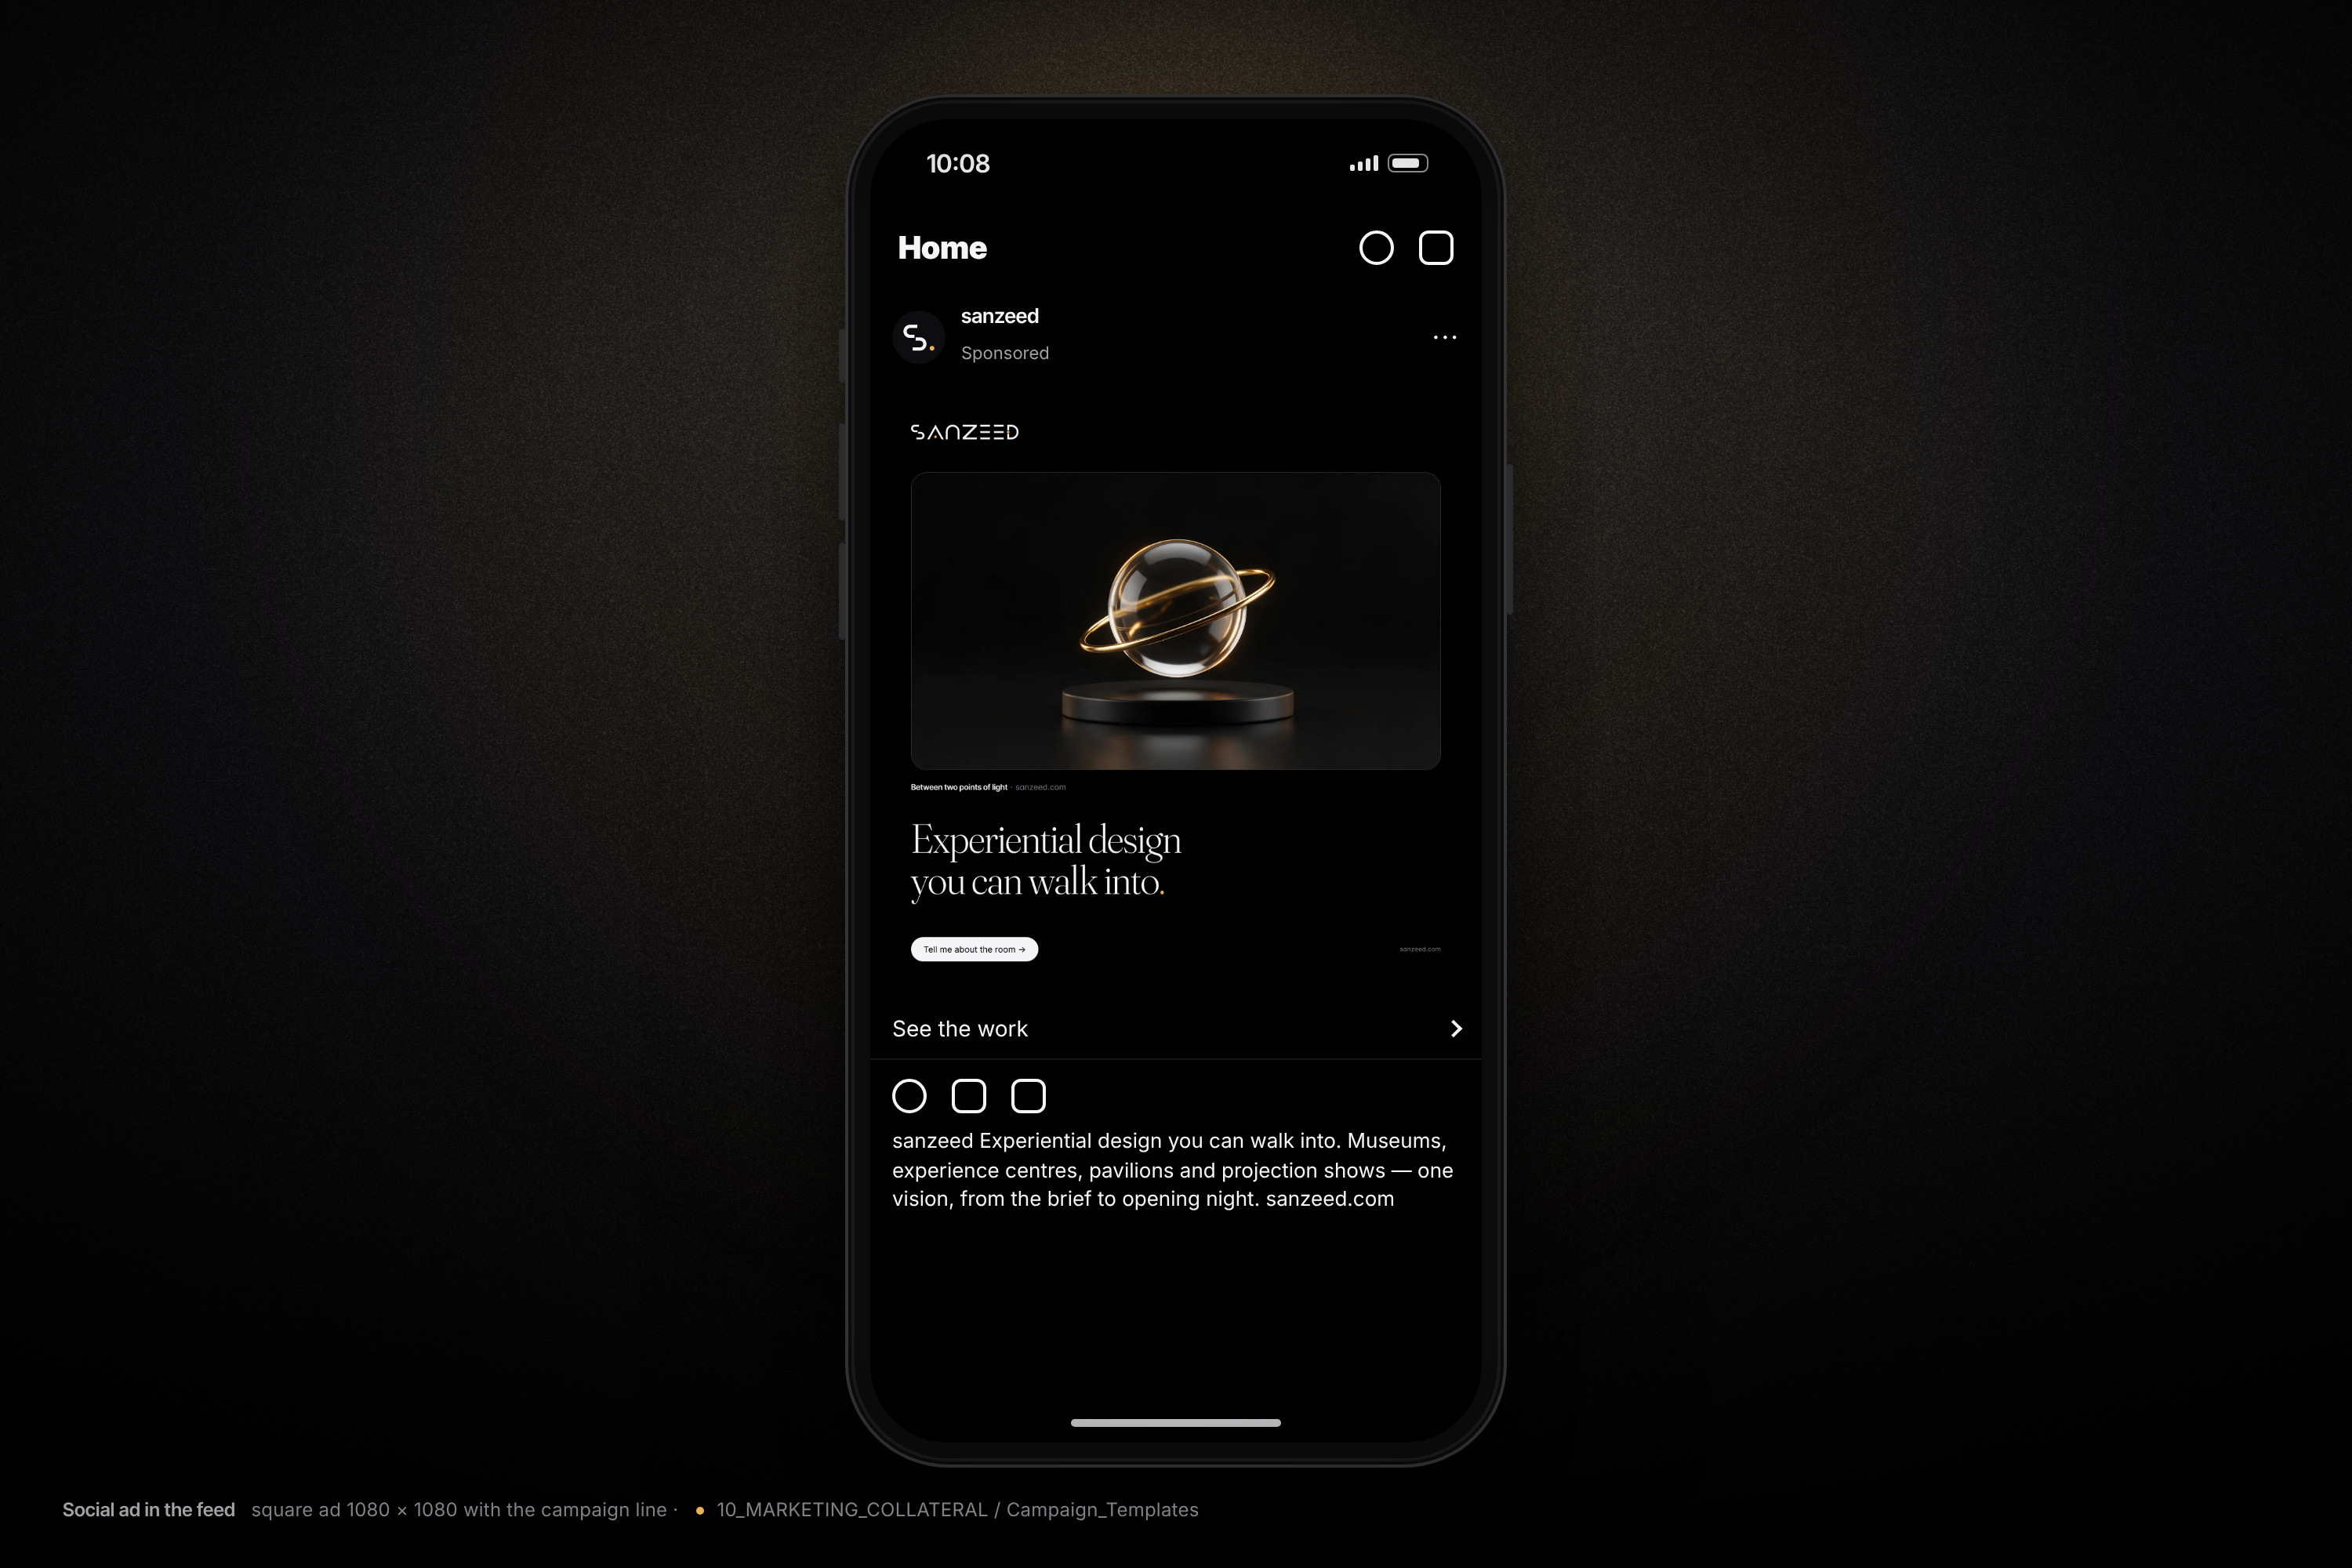 10:08
Home
sanzeed
Sponsored
SANZEED
Between two points of light · sanzeed.com
Experiential design
you can walk into.
Tell me about the room →
sanzeed.com
See the work
sanzeed Experiential design you can walk into. Museums,
experience centres, pavilions and projection shows — one
vision, from the brief to opening night. sanzeed.com
Social ad in the feed square ad 1080 × 1080 with the campaign line · 10_MARKETING_COLLATERAL / Campaign_Templates